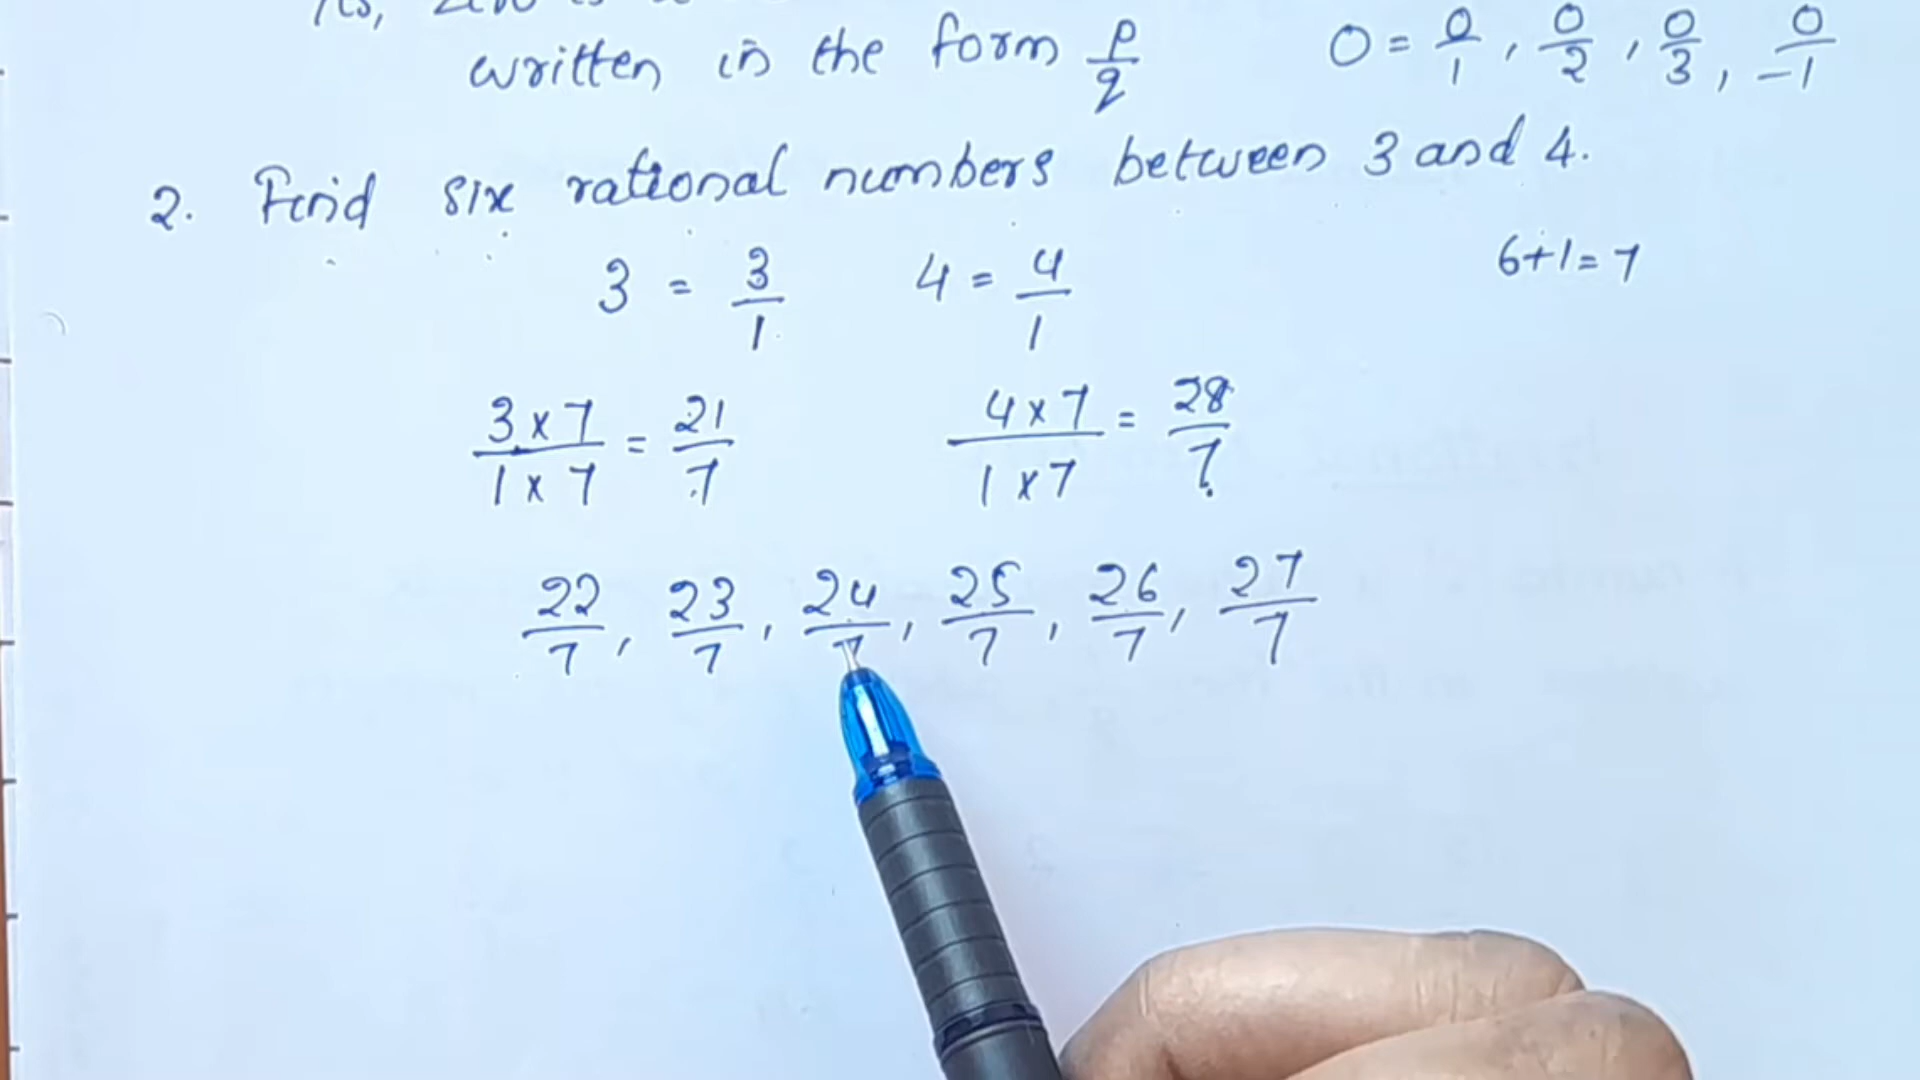 written in the form p/q 0 = 0/1, 0/2, 0/3, 0/-1
2. Find six rational numbers between 3 and 4.
3 = 3/1 4 = 4/1 6+1=7
3x7/1x7 = 21/7 4x7/1x7 = 28/7
22/7, 23/7, 24/7, 25/7, 26/7, 27/7